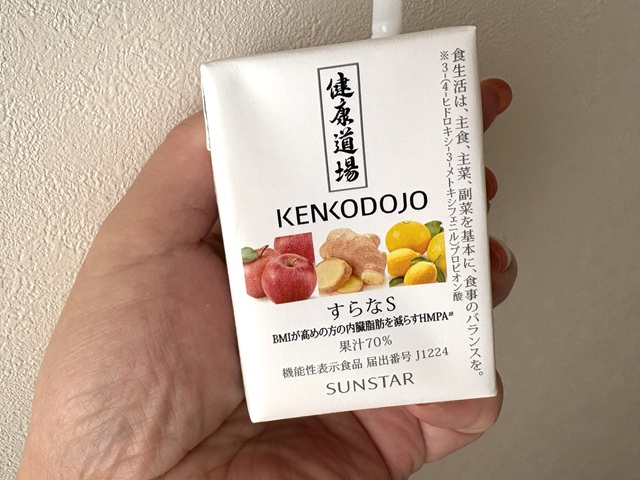 健康道場
KENKODOJO
すらなS
BMIが高めの方の内臓脂肪を減らすHMPA※
果汁70%
機能性表示食品 届出番号 J1224
SUNSTAR
食生活は、主食、主菜、副菜を基本に、食事のバランスを。
※3-(4-ヒドロキシ-3-メトキシフェニル)プロピオン酸